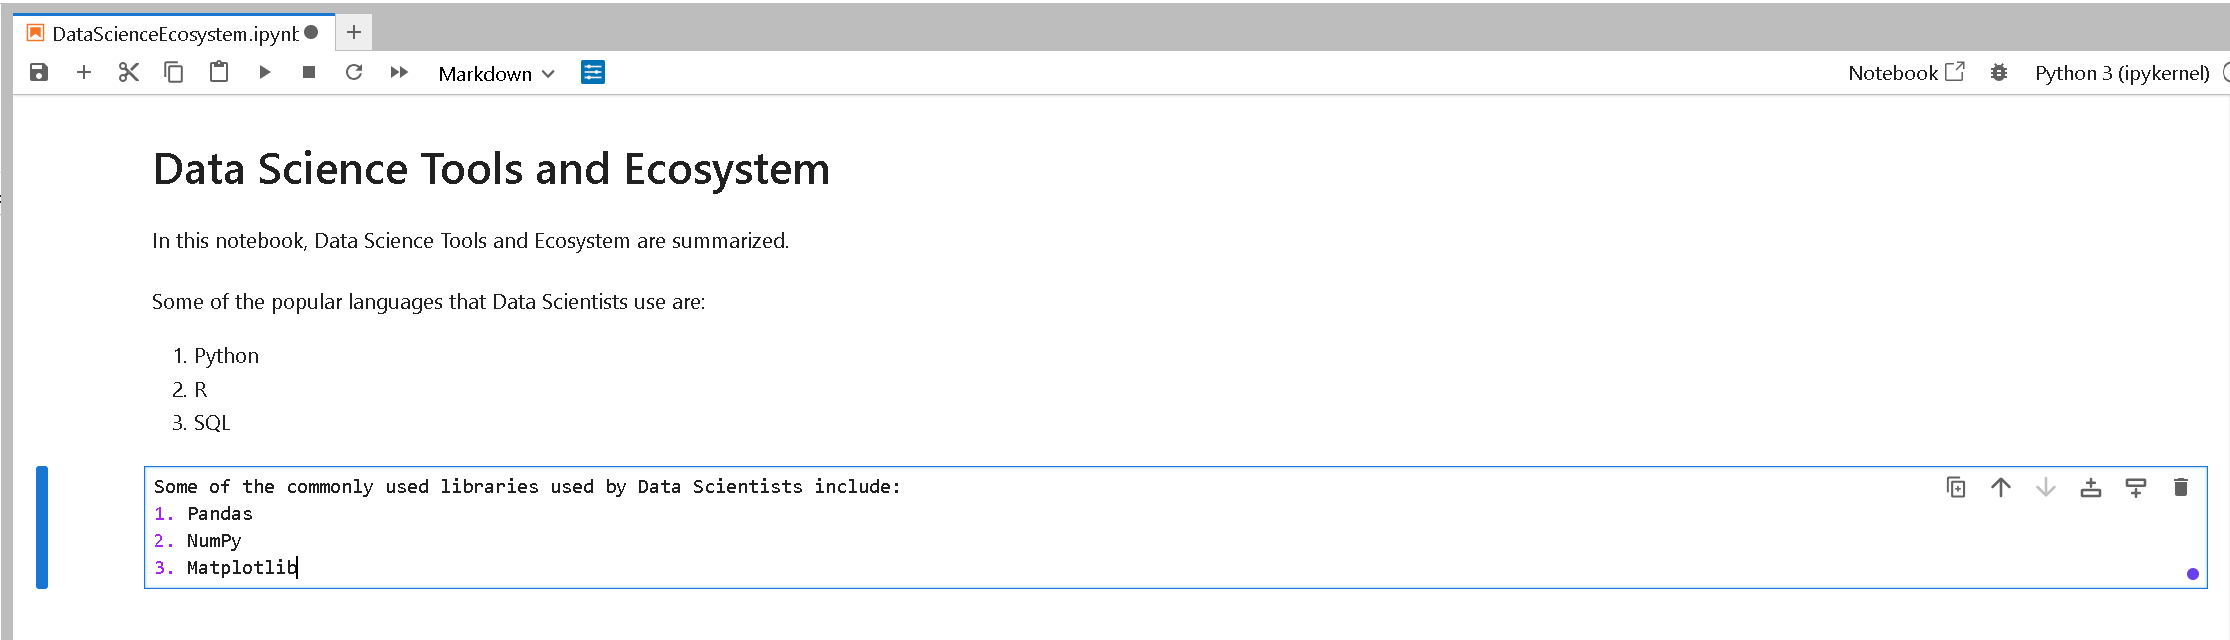 DataScienceEcosystem.ipynb
Markdown
Notebook
Python 3 (ipykernel)
Data Science Tools and Ecosystem
In this notebook, Data Science Tools and Ecosystem are summarized.
Some of the popular languages that Data Scientists use are:
1. Python
2. R
3. SQL
Some of the commonly used libraries used by Data Scientists include:
1. Pandas
2. NumPy
3. Matplotlib